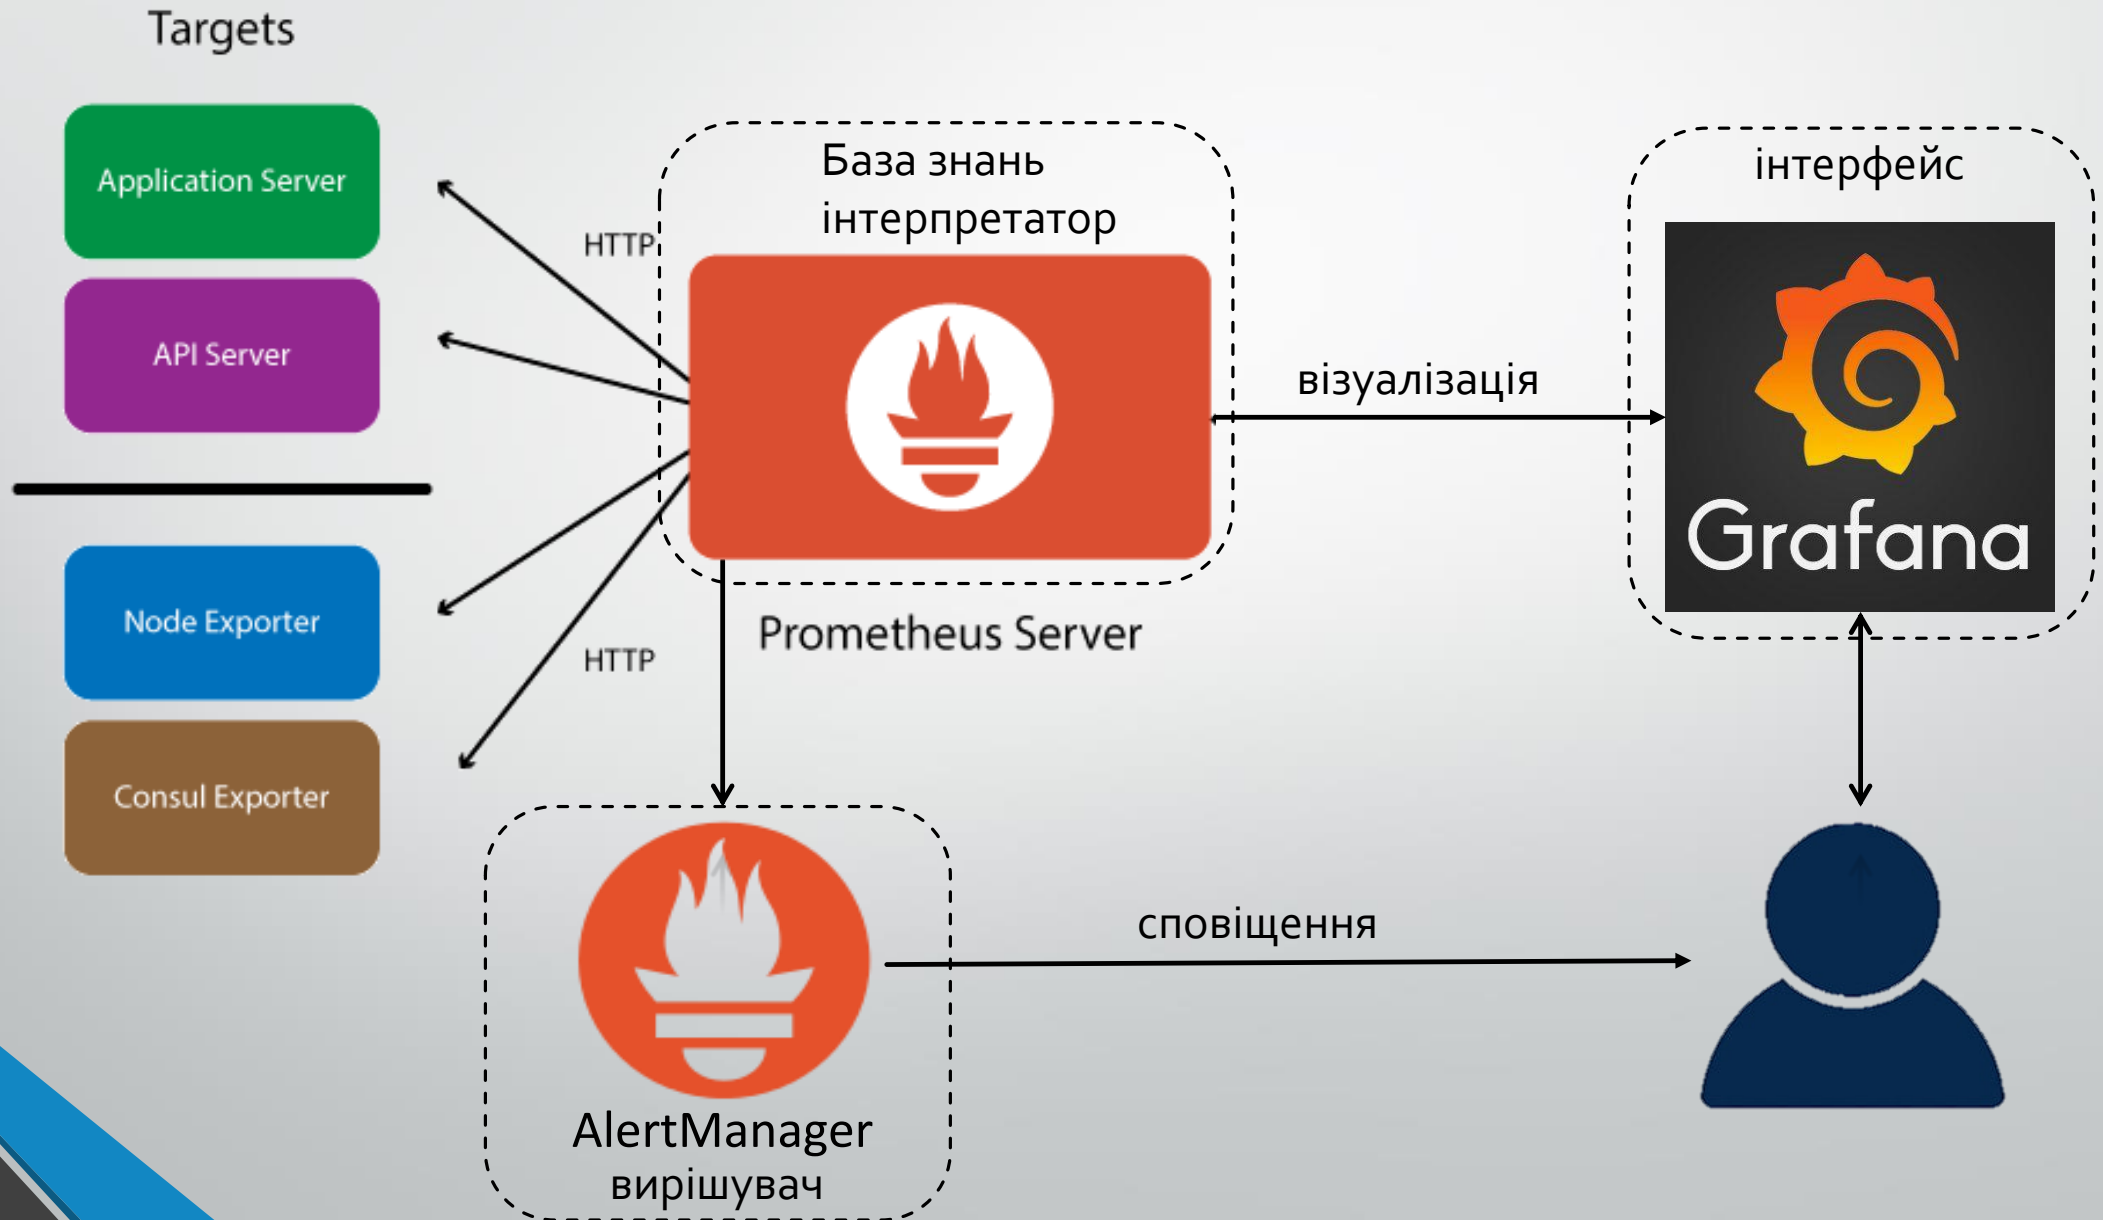 Targets
Application Server
API Server
Node Exporter
Consul Exporter
HTTP
HTTP
База знань
інтерпретатор
Prometheus Server
візуалізація
інтерфейс
Grafana
AlertManager
вирішувач
сповіщення